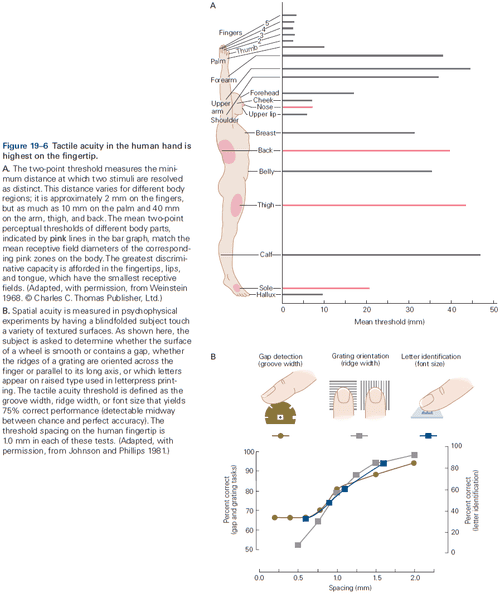 A
Fingers
5
4
3
2
Thumb
Palm
Forearm
Upper
arm
Shoulder
Forehead
Cheek
Nose
Upper lip
Breast
Back
Belly
Thigh
Calf
Sole
Hallux
0 5 10 15 20 25 30 35 40 45 50
Mean threshold (mm)
Figure 19–6 Tactile acuity in the human hand is
highest on the fingertip.
A. The two-point threshold measures the mini-
mum distance at which two stimuli are resolved
as distinct. This distance varies for different body
regions; it is approximately 2 mm on the fingers,
but as much as 10 mm on the palm and 40 mm
on the arm, thigh, and back. The mean two-point
perceptual thresholds of different body parts,
indicated by pink lines in the bar graph, match the
mean receptive field diameters of the correspond-
ing pink zones on the body. The greatest discrimi-
native capacity is afforded in the fingertips, lips,
and tongue, which have the smallest receptive
fields. (Adapted, with permission, from Weinstein
1968. © Charles C. Thomas Publisher, Ltd.)
B. Spatial acuity is measured in psychophysical
experiments by having a blindfolded subject touch
a variety of textured surfaces. As shown here, the
subject is asked to determine whether the surface
of a wheel is smooth or contains a gap, whether
the ridges of a grating are oriented across the
finger or parallel to its long axis, or which letters
appear on raised type used in letterpress print-
ing. The tactile acuity threshold is defined as the
groove width, ridge width, or font size that yields
75% correct performance (detectable midway
between chance and perfect accuracy). The
threshold spacing on the human fingertip is
1.0 mm in each of these tests. (Adapted, with
permission, from Johnson and Phillips 1981.)
B
Gap detection
(groove width)
Grating orientation
(ridge width)
Letter identification
(font size)
Percent correct
(gap and grating tasks)
100
90
80
70
60
50
100
80
60
40
20
0
Percent correct
(letter identification)
0 0.5 1.0 1.5 2.0
Spacing (mm)